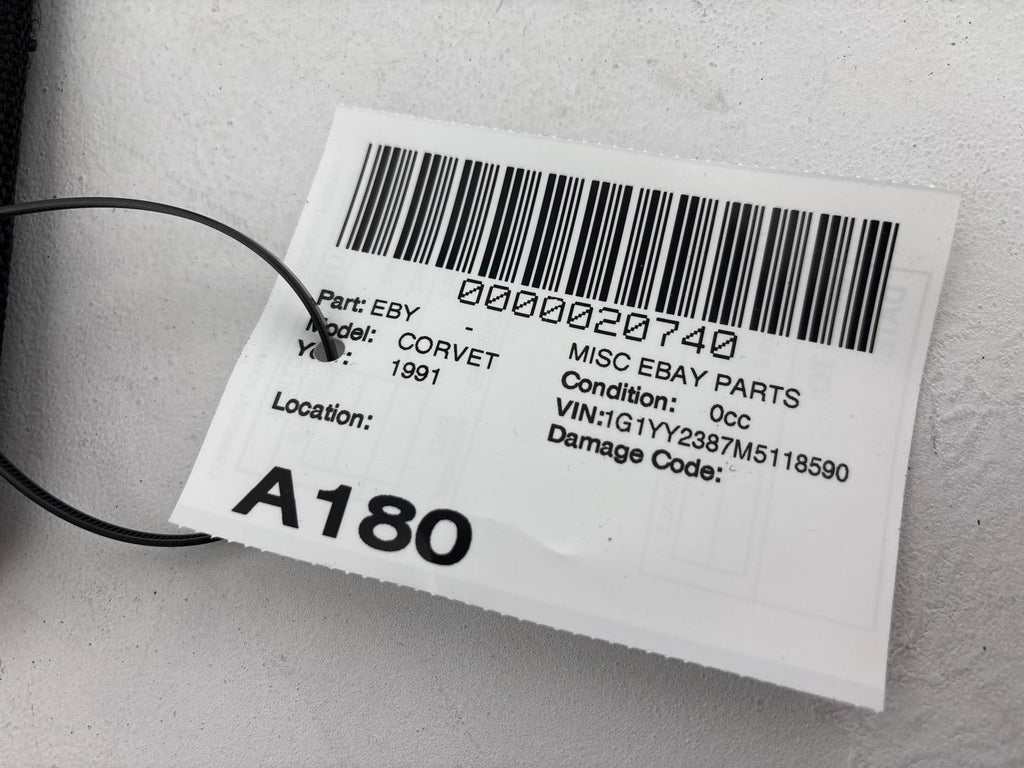 0000020740
Part: EBY - MISC EBAY PARTS
Model: CORVET Condition: 0cc
1991 VIN:1G1YY2387M5118590
Location: Damage Code:
A180